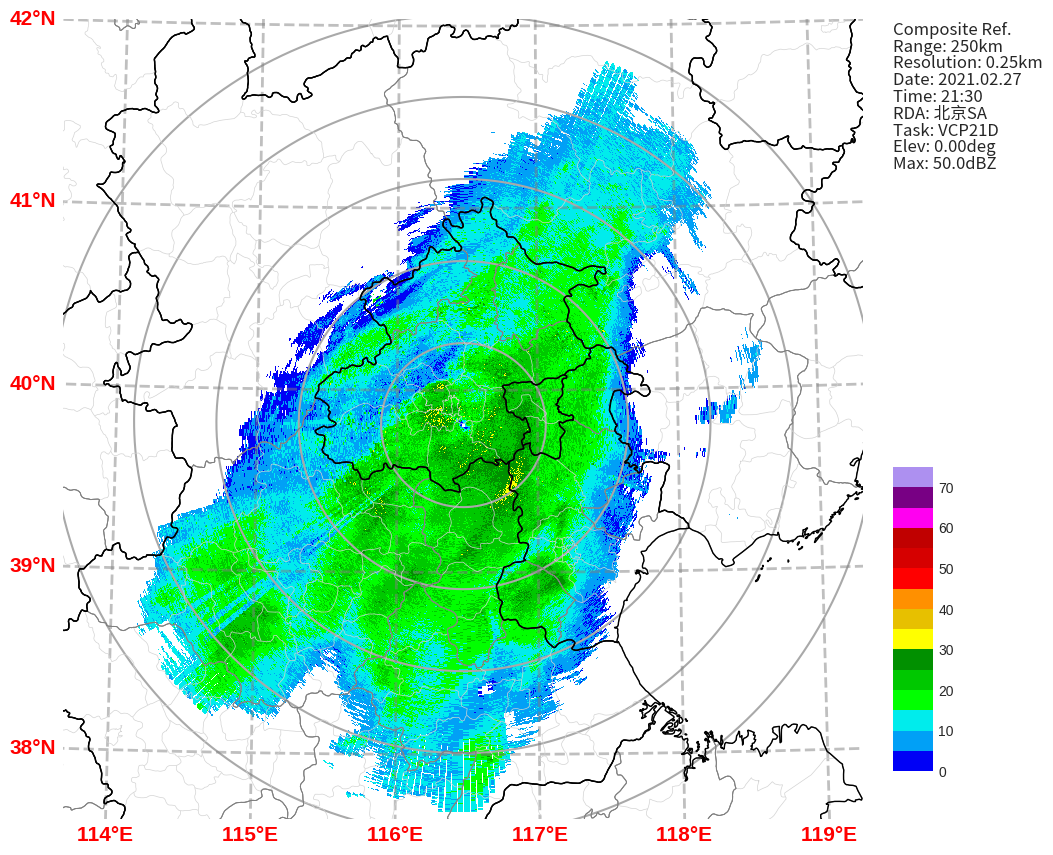 42°N
41°N
40°N
39°N
38°N
114°E
115°E
116°E
117°E
118°E
119°E
Composite Ref.
Range: 250km
Resolution: 0.25km
Date: 2021.02.27
Time: 21:30
RDA: 北京SA
Task: VCP21D
Elev: 0.00deg
Max: 50.0dBZ
70
60
50
40
30
20
10
0